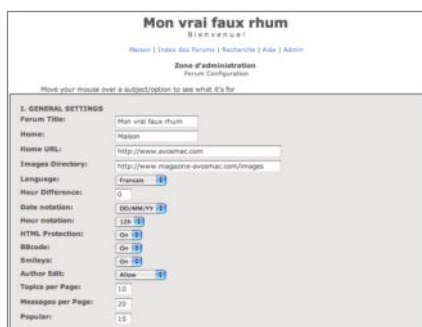 Mon vrai faux rhum
Bienvenue!
Maison | Index des Forums | Recherche | Aide | Admin
Zone d'administration
Forum Configuration
Move your mouse over a subject/option to see what it's for
I. GENERAL SETTINGS
Forum Title: Mon vrai faux rhum
Home: Maison
Home URL: http://www.avosmac.com
Images Directory: http://www.magazine-avosmac.com/images
Language: Francais
Hour Difference: 0
Date notation: DD/MM/YY
Hour notation: 12h
HTML Protection: On
BBcode: On
Smileys: On
Author Edit: Allow
Topics per Page: 10
Messages per Page: 20
Popular: 15